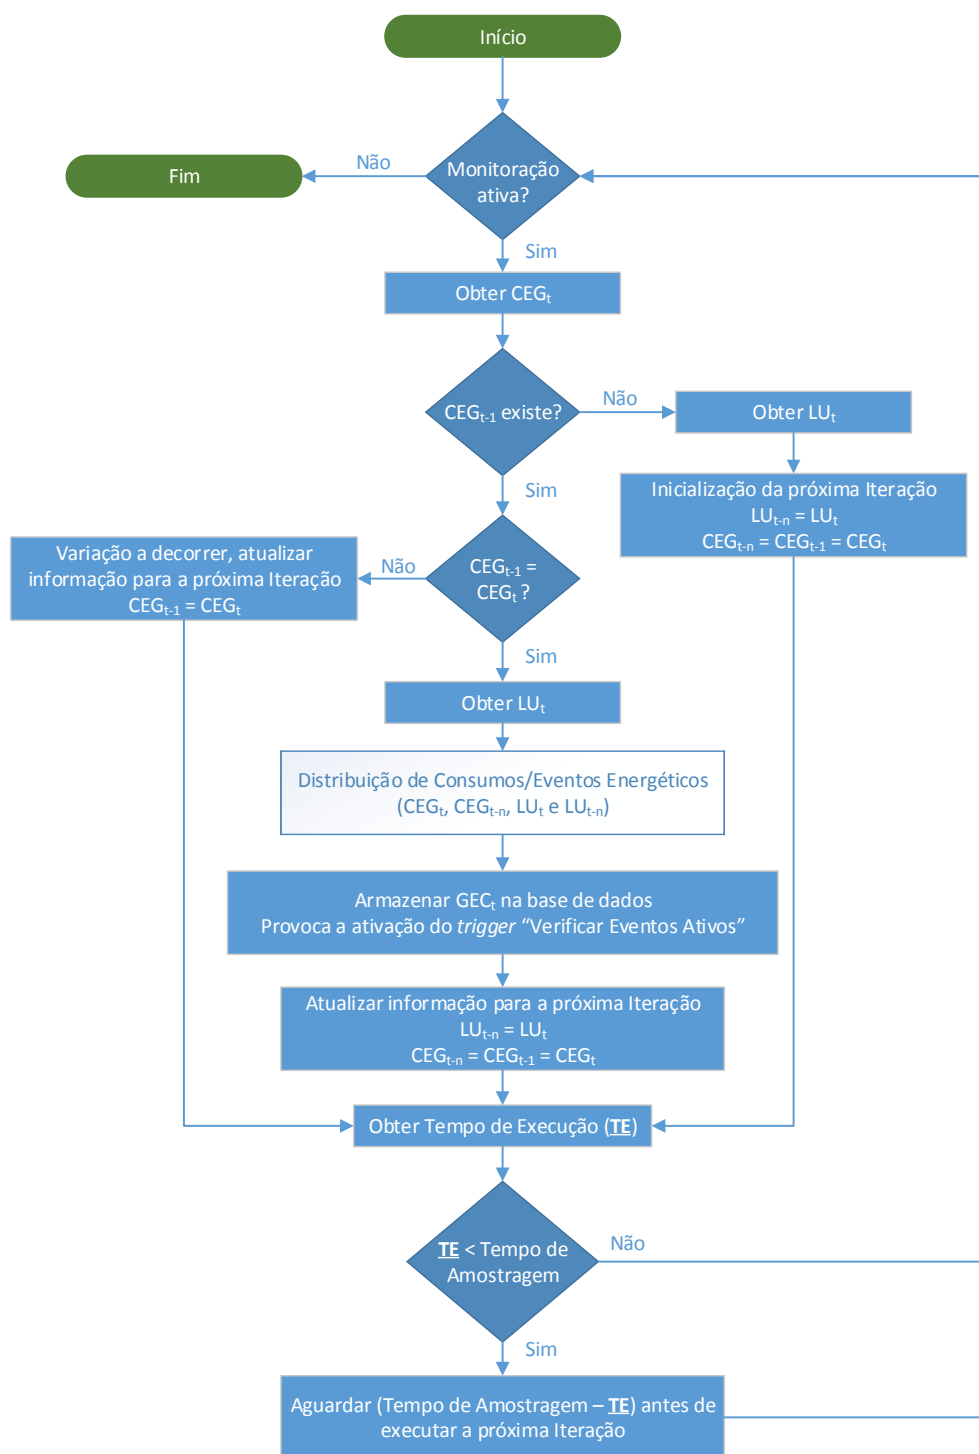 Início
Monitoração
ativa?
Não
Fim
Sim
Obter CEGₜ
CEGₜ₋₁ existe?
Não
Obter LUₜ
Inicialização da próxima Iteração
LUₜ₋ₙ = LUₜ
CEGₜ₋ₙ = CEGₜ₋₁ = CEGₜ
Sim
CEGₜ₋₁ =
CEGₜ ?
Não
Variação a decorrer, atualizar
informação para a próxima Iteração
CEGₜ₋₁ = CEGₜ
Sim
Obter LUₜ
Distribuição de Consumos/Eventos Energéticos
(CEGₜ, CEGₜ₋ₙ, LUₜ e LUₜ₋ₙ)
Armazenar GECₜ na base de dados
Provoca a ativação do trigger “Verificar Eventos Ativos”
Atualizar informação para a próxima Iteração
LUₜ₋ₙ = LUₜ
CEGₜ₋ₙ = CEGₜ₋₁ = CEGₜ
Obter Tempo de Execução (TE)
TE < Tempo de
Amostragem
Não
Sim
Aguardar (Tempo de Amostragem – TE) antes de
executar a próxima Iteração